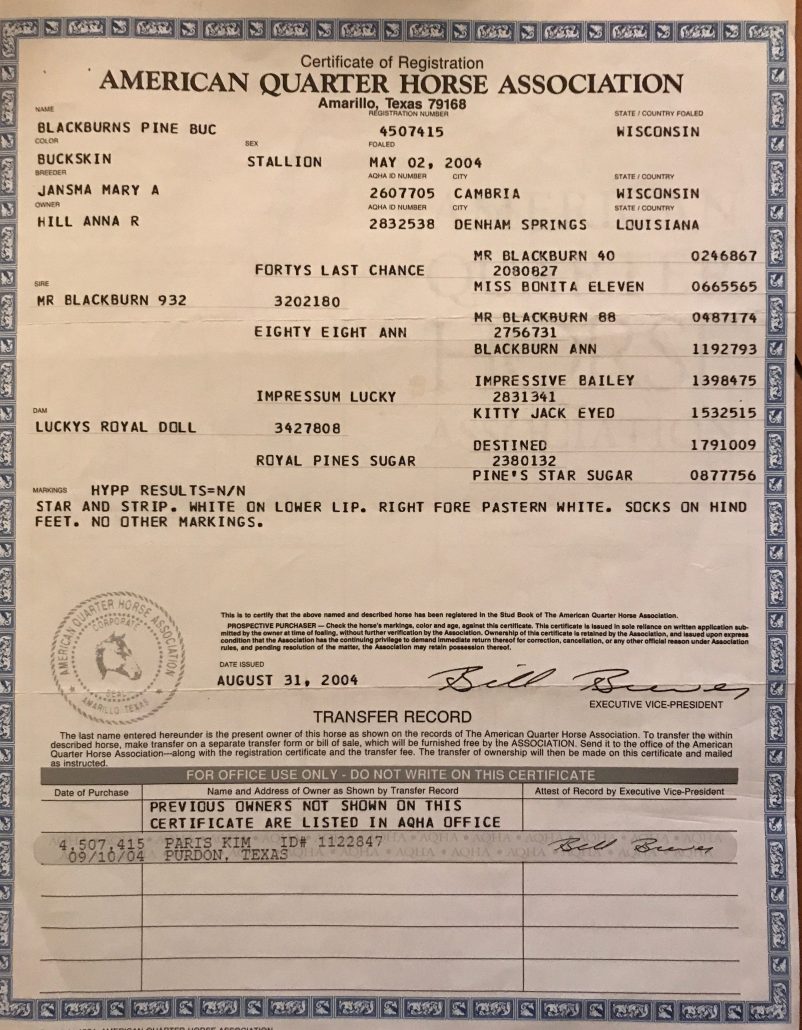 Certificate of Registration
AMERICAN QUARTER HORSE ASSOCIATION
Amarillo, Texas 79168
NAME REGISTRATION NUMBER STATE / COUNTRY FOALED
BLACKBURNS PINE BUC 4507415 WISCONSIN
COLOR SEX FOALED
BUCKSKIN STALLION MAY 02, 2004
BREEDER AQHA ID NUMBER CITY STATE / COUNTRY
JANSMA MARY A 2607705 CAMBRIA WISCONSIN
OWNER AQHA ID NUMBER CITY STATE / COUNTRY
HILL ANNA R 2832538 DENHAM SPRINGS LOUISIANA
MR BLACKBURN 40 0246867
FORTYS LAST CHANCE 2080827
SIRE MISS BONITA ELEVEN 0665565
MR BLACKBURN 932 3202180
MR BLACKBURN 88 0487174
EIGHTY EIGHT ANN 2756731
BLACKBURN ANN 1192793
IMPRESSIVE BAILEY 1398475
IMPRESSUM LUCKY 2831341
DAM KITTY JACK EYED 1532515
LUCKYS ROYAL DOLL 3427808
DESTINED 1791009
ROYAL PINES SUGAR 2380132
PINE'S STAR SUGAR 0877756
MARKINGS HYPP RESULTS=N/N
STAR AND STRIP. WHITE ON LOWER LIP. RIGHT FORE PASTERN WHITE. SOCKS ON HIND
FEET. NO OTHER MARKINGS.
AMERICAN QUARTER HORSE ASSOCIATION
CORPORATE
SEAL
AMARILLO TEXAS
This is to certify that the above named and described horse has been registered in the Stud Book of The American Quarter Horse Association.
PROSPECTIVE PURCHASER — Check the horse's markings, color and age, against this certificate. This certificate is issued in sole reliance on written application sub-
mitted by the owner at time of foaling, without further verification by the Association. Ownership of this certificate is retained by the Association, and issued upon express
condition that the Association has the continuing privilege to demand immediate return thereof for correction, cancellation, or any other official reason under Association
rules, and pending resolution of the matter, the Association may retain possession thereof.
DATE ISSUED
AUGUST 31, 2004
Bill Brewer
EXECUTIVE VICE-PRESIDENT
TRANSFER RECORD
The last name entered hereunder is the present owner of this horse as shown on the records of The American Quarter Horse Association. To transfer the within
described horse, make transfer on a separate transfer form or bill of sale, which will be furnished free by the ASSOCIATION. Send it to the office of the American
Quarter Horse Association—along with the registration certificate and the transfer fee. The transfer of ownership will then be made on this certificate and mailed
as instructed.
FOR OFFICE USE ONLY - DO NOT WRITE ON THIS CERTIFICATE
Date of Purchase Name and Address of Owner as Shown by Transfer Record Attest of Record by Executive Vice-President
PREVIOUS OWNERS NOT SHOWN ON THIS
CERTIFICATE ARE LISTED IN AQHA OFFICE
4,507,415 PARIS KIM ID# 1122847
09/10/04 PURDON, TEXAS
Bill Brewer
AMERICAN QUARTER HORSE ASSOCIATION